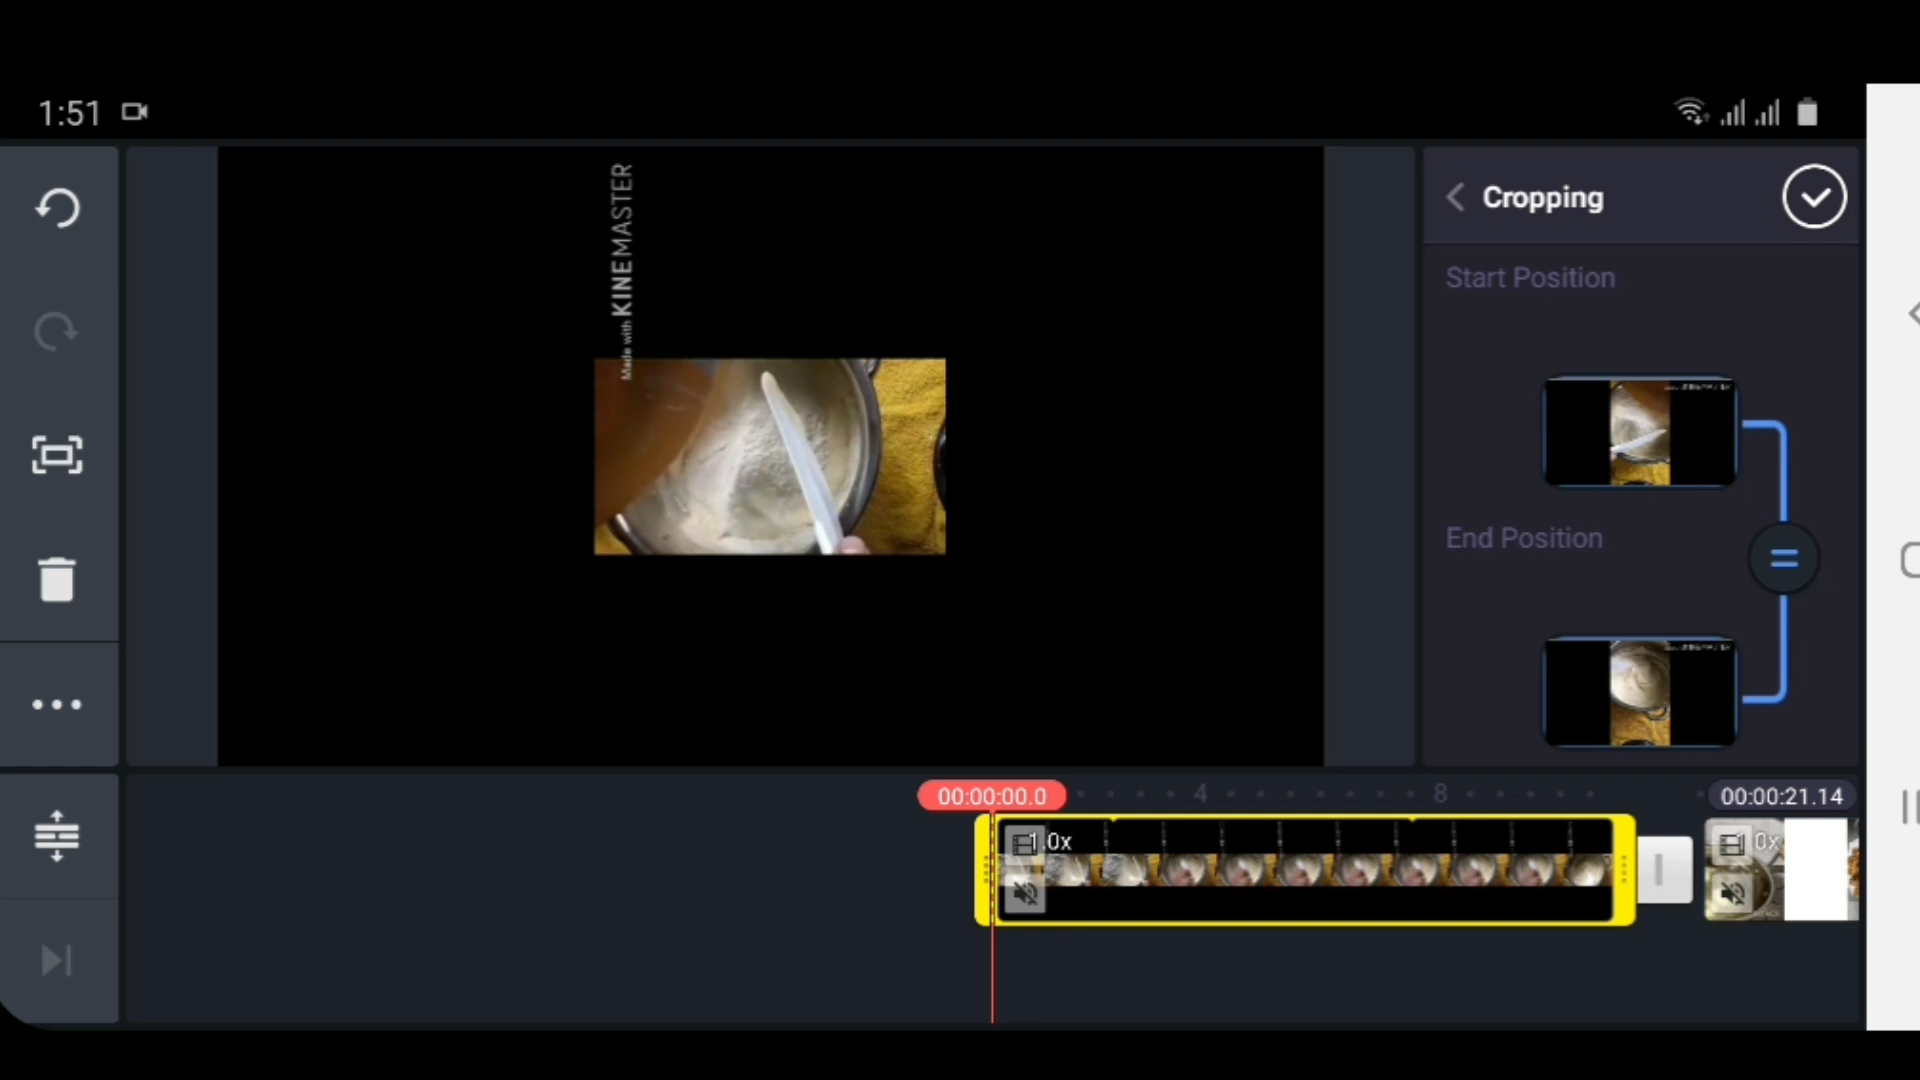 1:51
Made with KINEMASTER
Cropping
Start Position
End Position
00:00:00.0
4
8
00:00:21.14
1.0x
0x